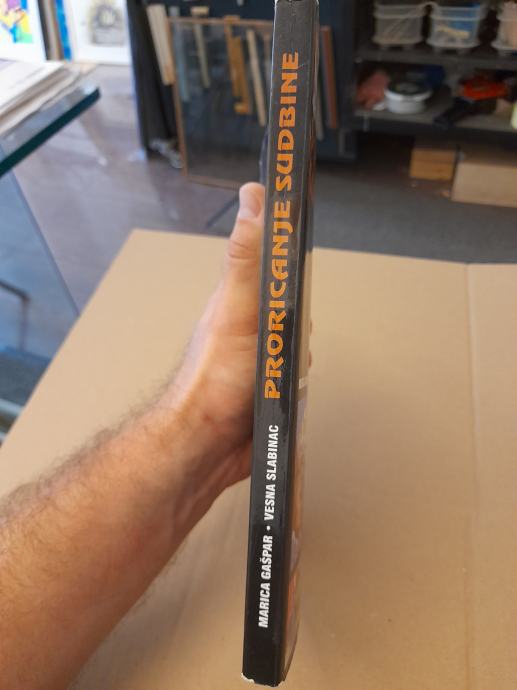 MARICA GAŠPAR • VESNA SLABINAC
PRORICANJE SUDBINE